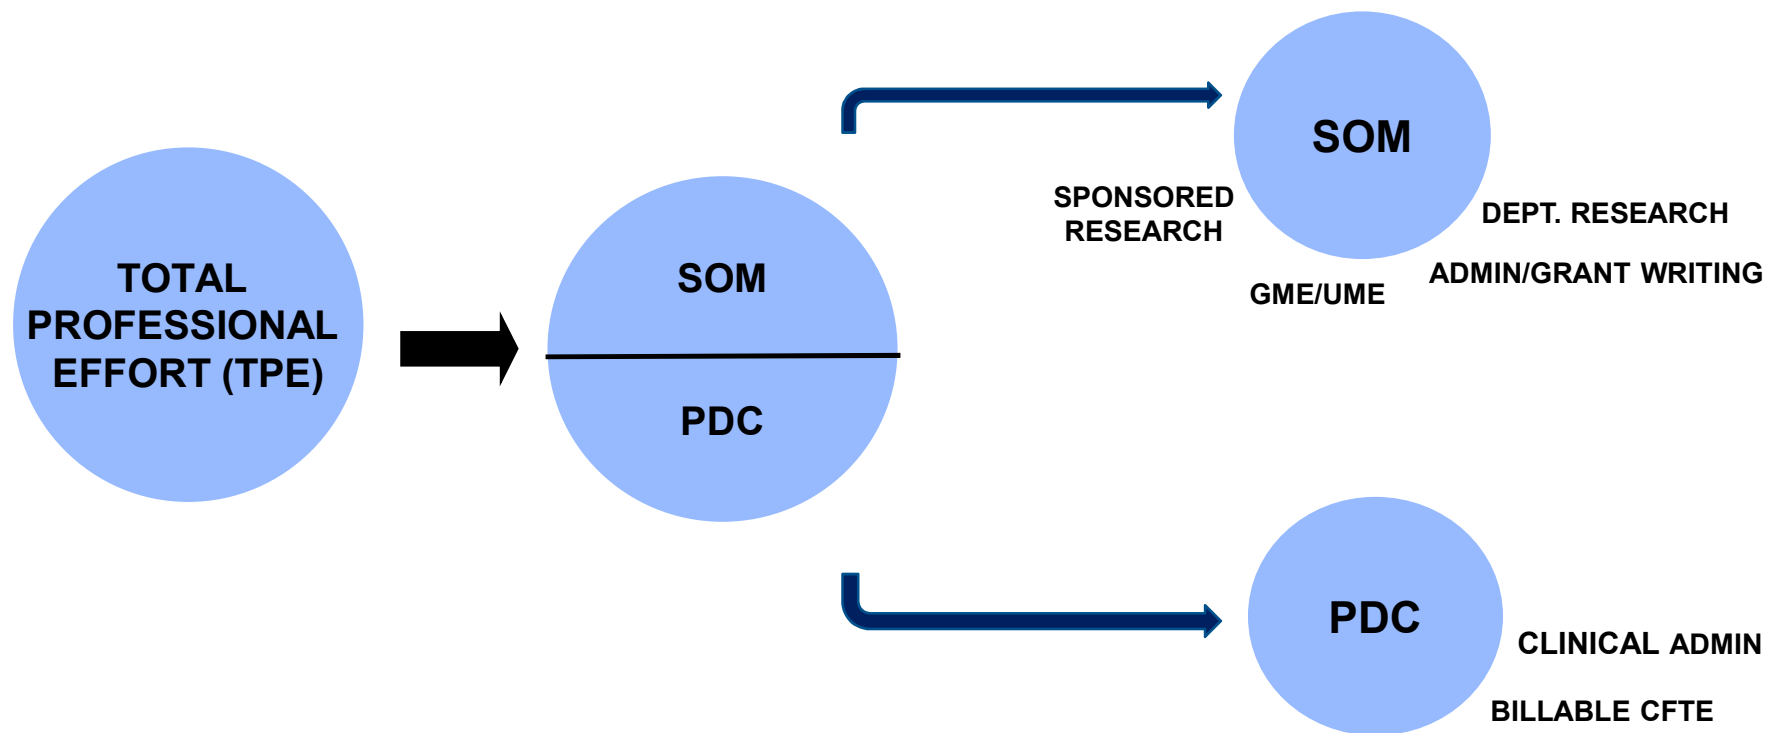 TOTAL
PROFESSIONAL
EFFORT (TPE)
SOM
PDC
SOM
SPONSORED
RESEARCH
DEPT. RESEARCH
ADMIN/GRANT WRITING
GME/UME
PDC
CLINICAL ADMIN
BILLABLE CFTE